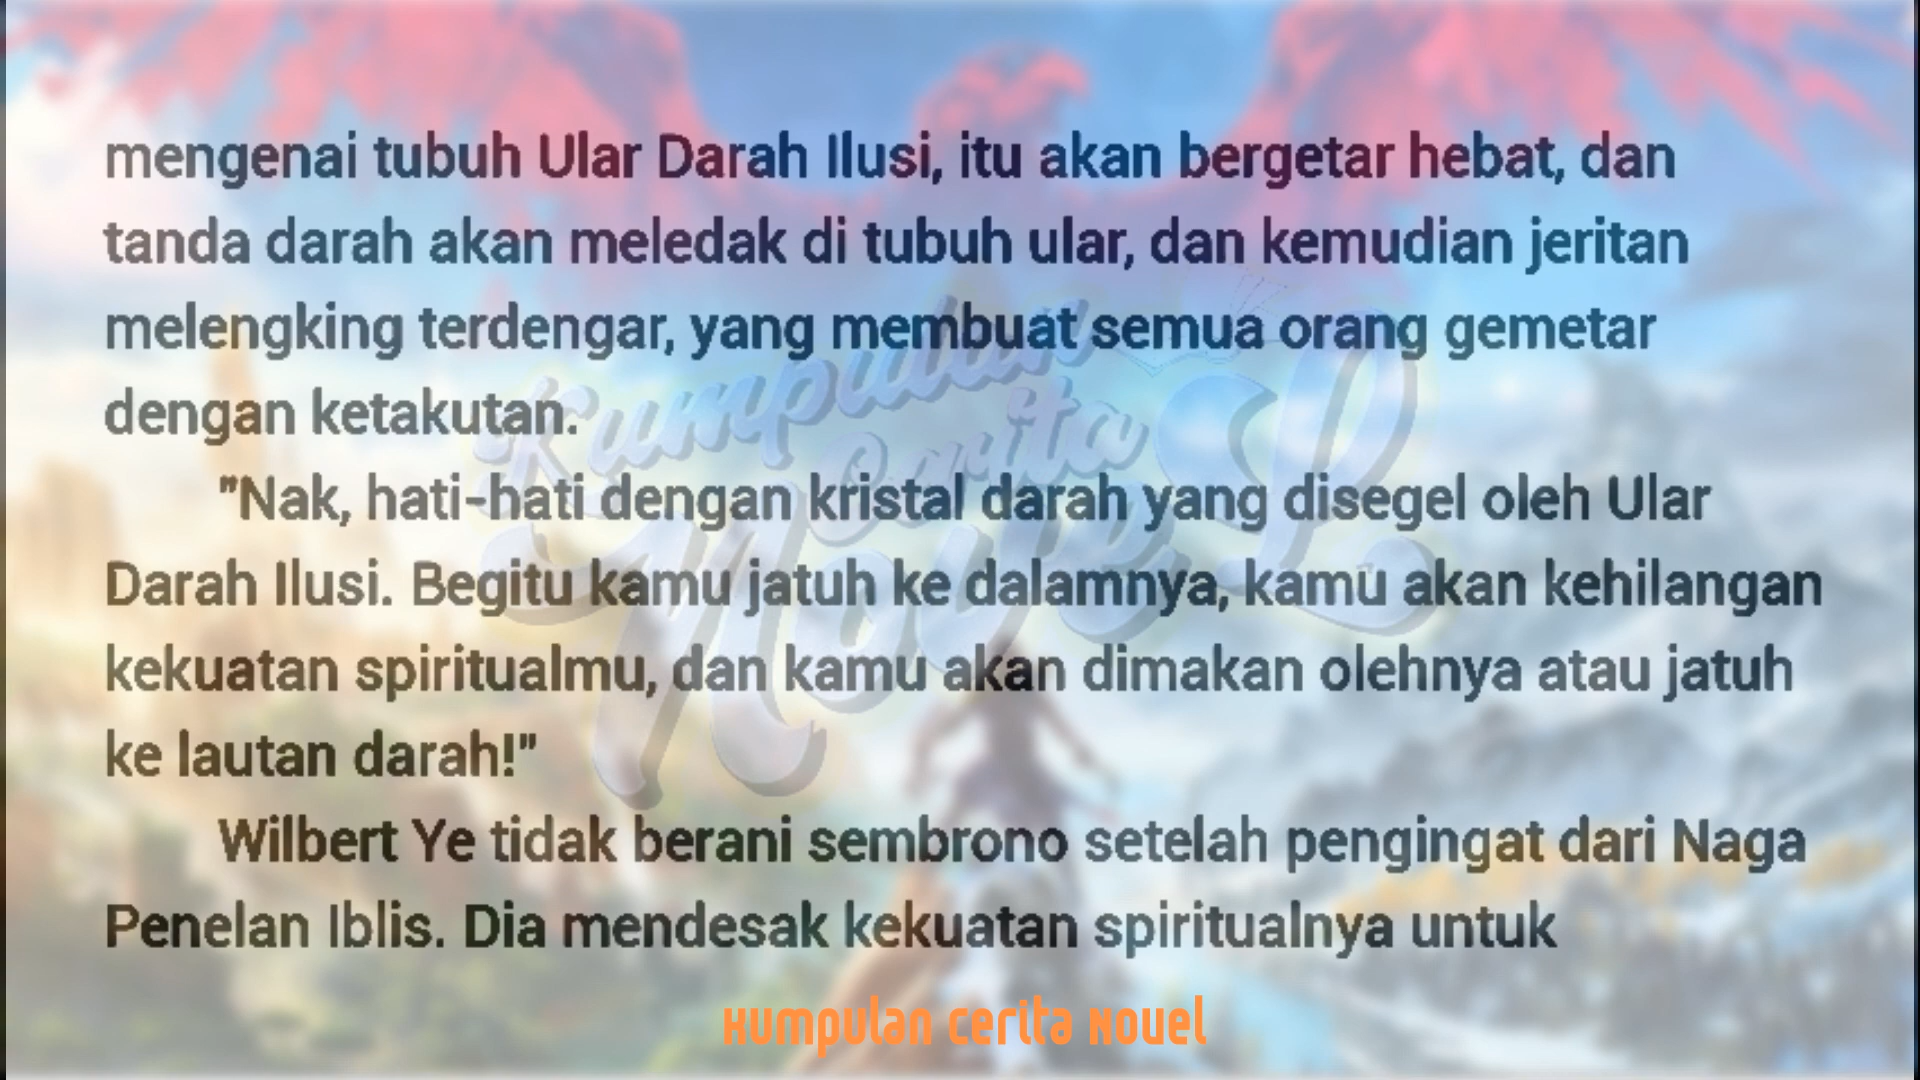 mengenai tubuh Ular Darah Ilusi, itu akan bergetar hebat, dan
tanda darah akan meledak di tubuh ular, dan kemudian jeritan
melengking terdengar, yang membuat semua orang gemetar
dengan ketakutan.
"Nak, hati-hati dengan kristal darah yang disegel oleh Ular
Darah Ilusi. Begitu kamu jatuh ke dalamnya, kamu akan kehilangan
kekuatan spiritualmu, dan kamu akan dimakan olehnya atau jatuh
ke lautan darah!"
Wilbert Ye tidak berani sembrono setelah pengingat dari Naga
Penelan Iblis. Dia mendesak kekuatan spiritualnya untuk
Kumpulan
Cerita
Novel
Kumpulan Cerita Novel